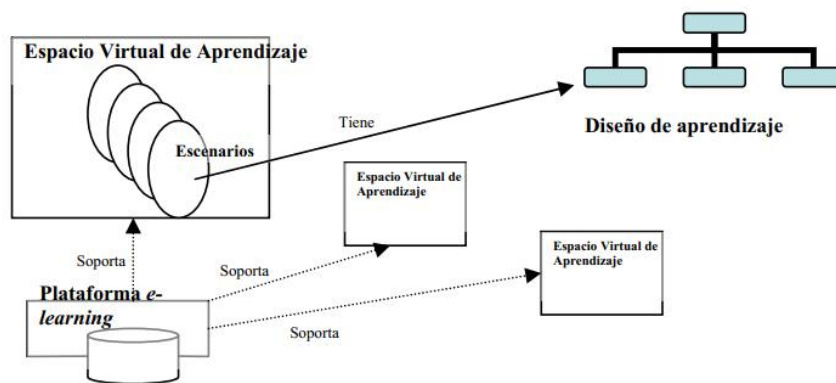 Espacio Virtual de Aprendizaje
Escenarios
Tiene
Diseño de aprendizaje
Espacio Virtual de
Aprendizaje
Espacio Virtual de
Aprendizaje
Soporta
Soporta
Soporta
Plataforma e-
learning